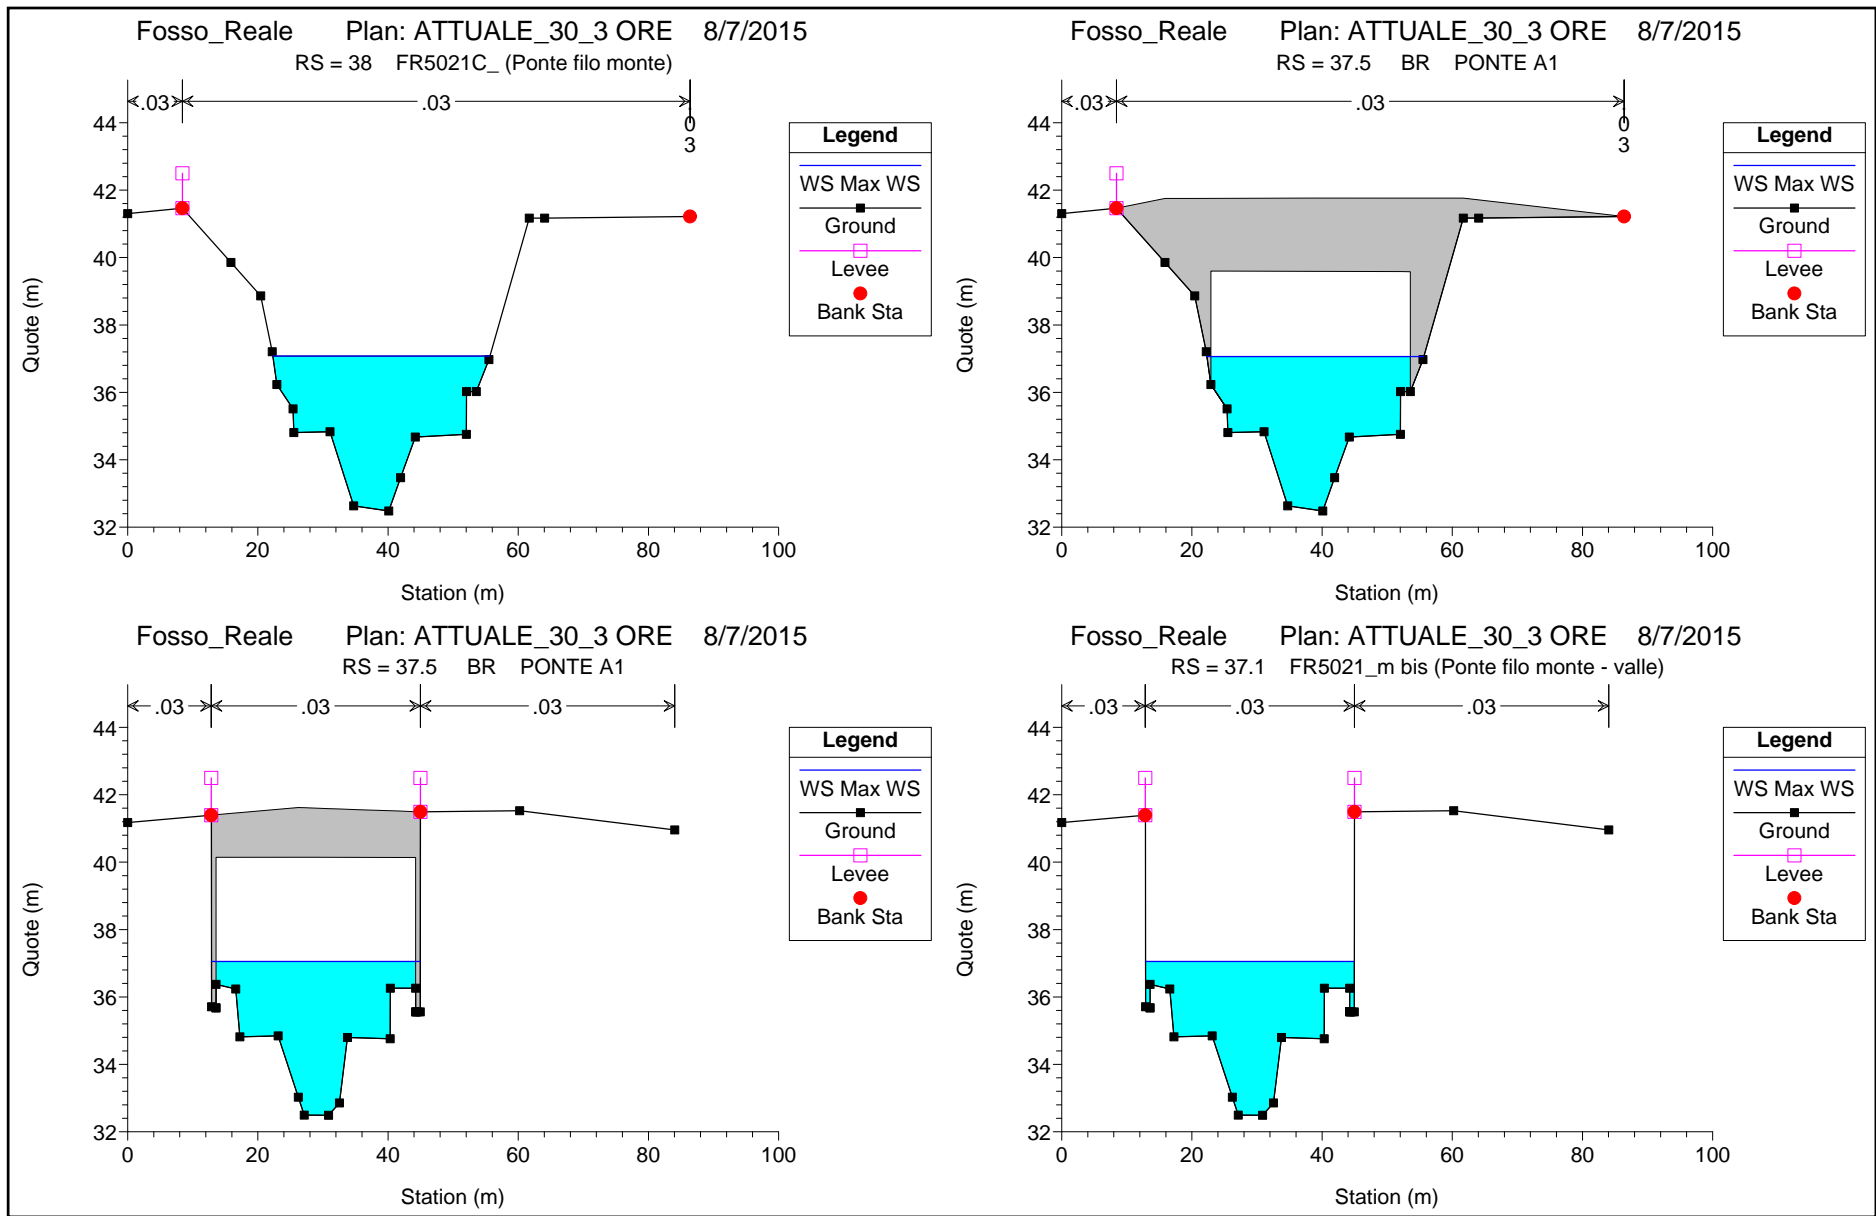 Fosso_Reale Plan: ATTUALE_30_3 ORE 8/7/2015
RS = 38 FR5021C_ (Ponte filo monte)
.03 .03 .03
44
42
40
38
36
34
32
0 20 40 60 80 100
Quote (m)
Station (m)
Legend
WS Max WS
Ground
Levee
Bank Sta
Fosso_Reale Plan: ATTUALE_30_3 ORE 8/7/2015
RS = 37.5 BR PONTE A1
.03 .03 .03
44
42
40
38
36
34
32
0 20 40 60 80 100
Quote (m)
Station (m)
Legend
WS Max WS
Ground
Levee
Bank Sta
Fosso_Reale Plan: ATTUALE_30_3 ORE 8/7/2015
RS = 37.5 BR PONTE A1
.03 .03 .03
44
42
40
38
36
34
32
0 20 40 60 80 100
Quote (m)
Station (m)
Legend
WS Max WS
Ground
Levee
Bank Sta
Fosso_Reale Plan: ATTUALE_30_3 ORE 8/7/2015
RS = 37.1 FR5021_m bis (Ponte filo monte - valle)
.03 .03 .03
44
42
40
38
36
34
32
0 20 40 60 80 100
Quote (m)
Station (m)
Legend
WS Max WS
Ground
Levee
Bank Sta